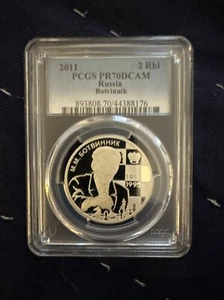 2011 2 Rbl
PCGS PR70DCAM
Russia
Botvinnik
893808.70/44388176
М.М. БОТВИННИК
1911
1995